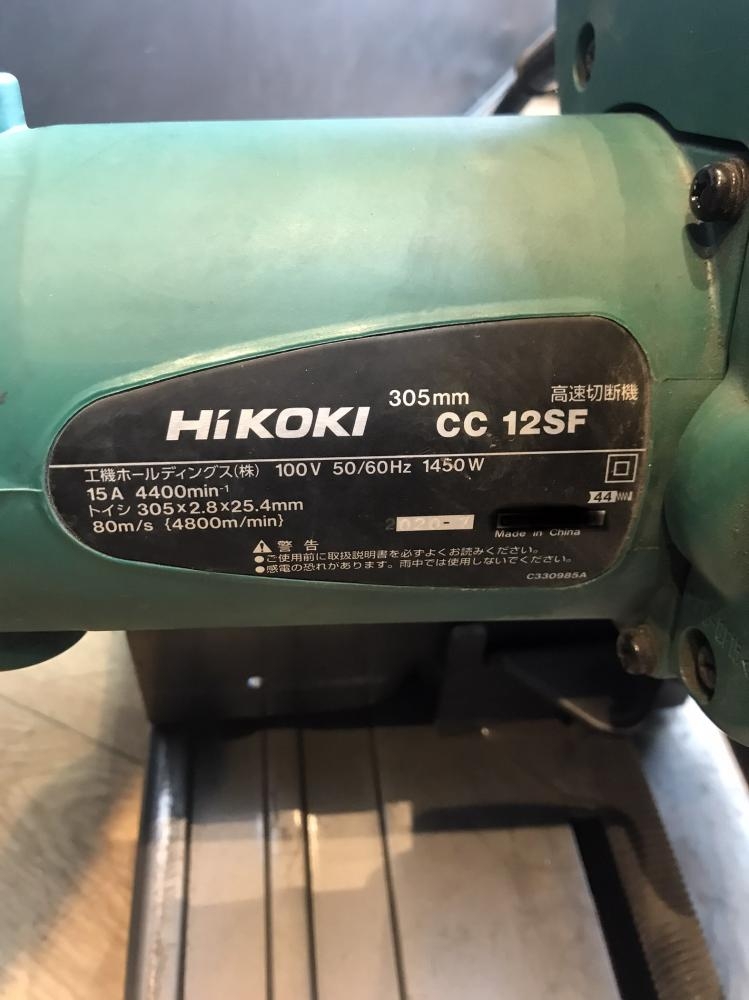 305mm 高速切断機
HiKOKI CC 12SF
工機ホールディングス(株) 100V 50/60Hz 1450W
15A 4400min⁻¹
44
トイシ 305×2.8×25.4mm
80m/s {4800m/min}
2020-7
Made in China
警告
●ご使用前に取扱説明書を必ずよくお読みください。
●感電の恐れがあります。雨中では使用しないでください。
C330985A